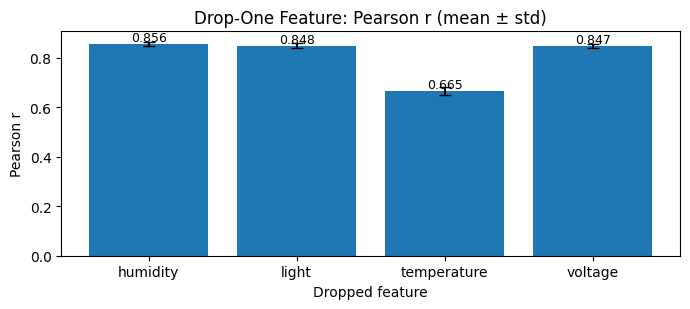 Drop-One Feature: Pearson r (mean ± std)
0.856
0.848
0.665
0.847
Pearson r
0.8
0.6
0.4
0.2
0.0
humidity
light
temperature
voltage
Dropped feature